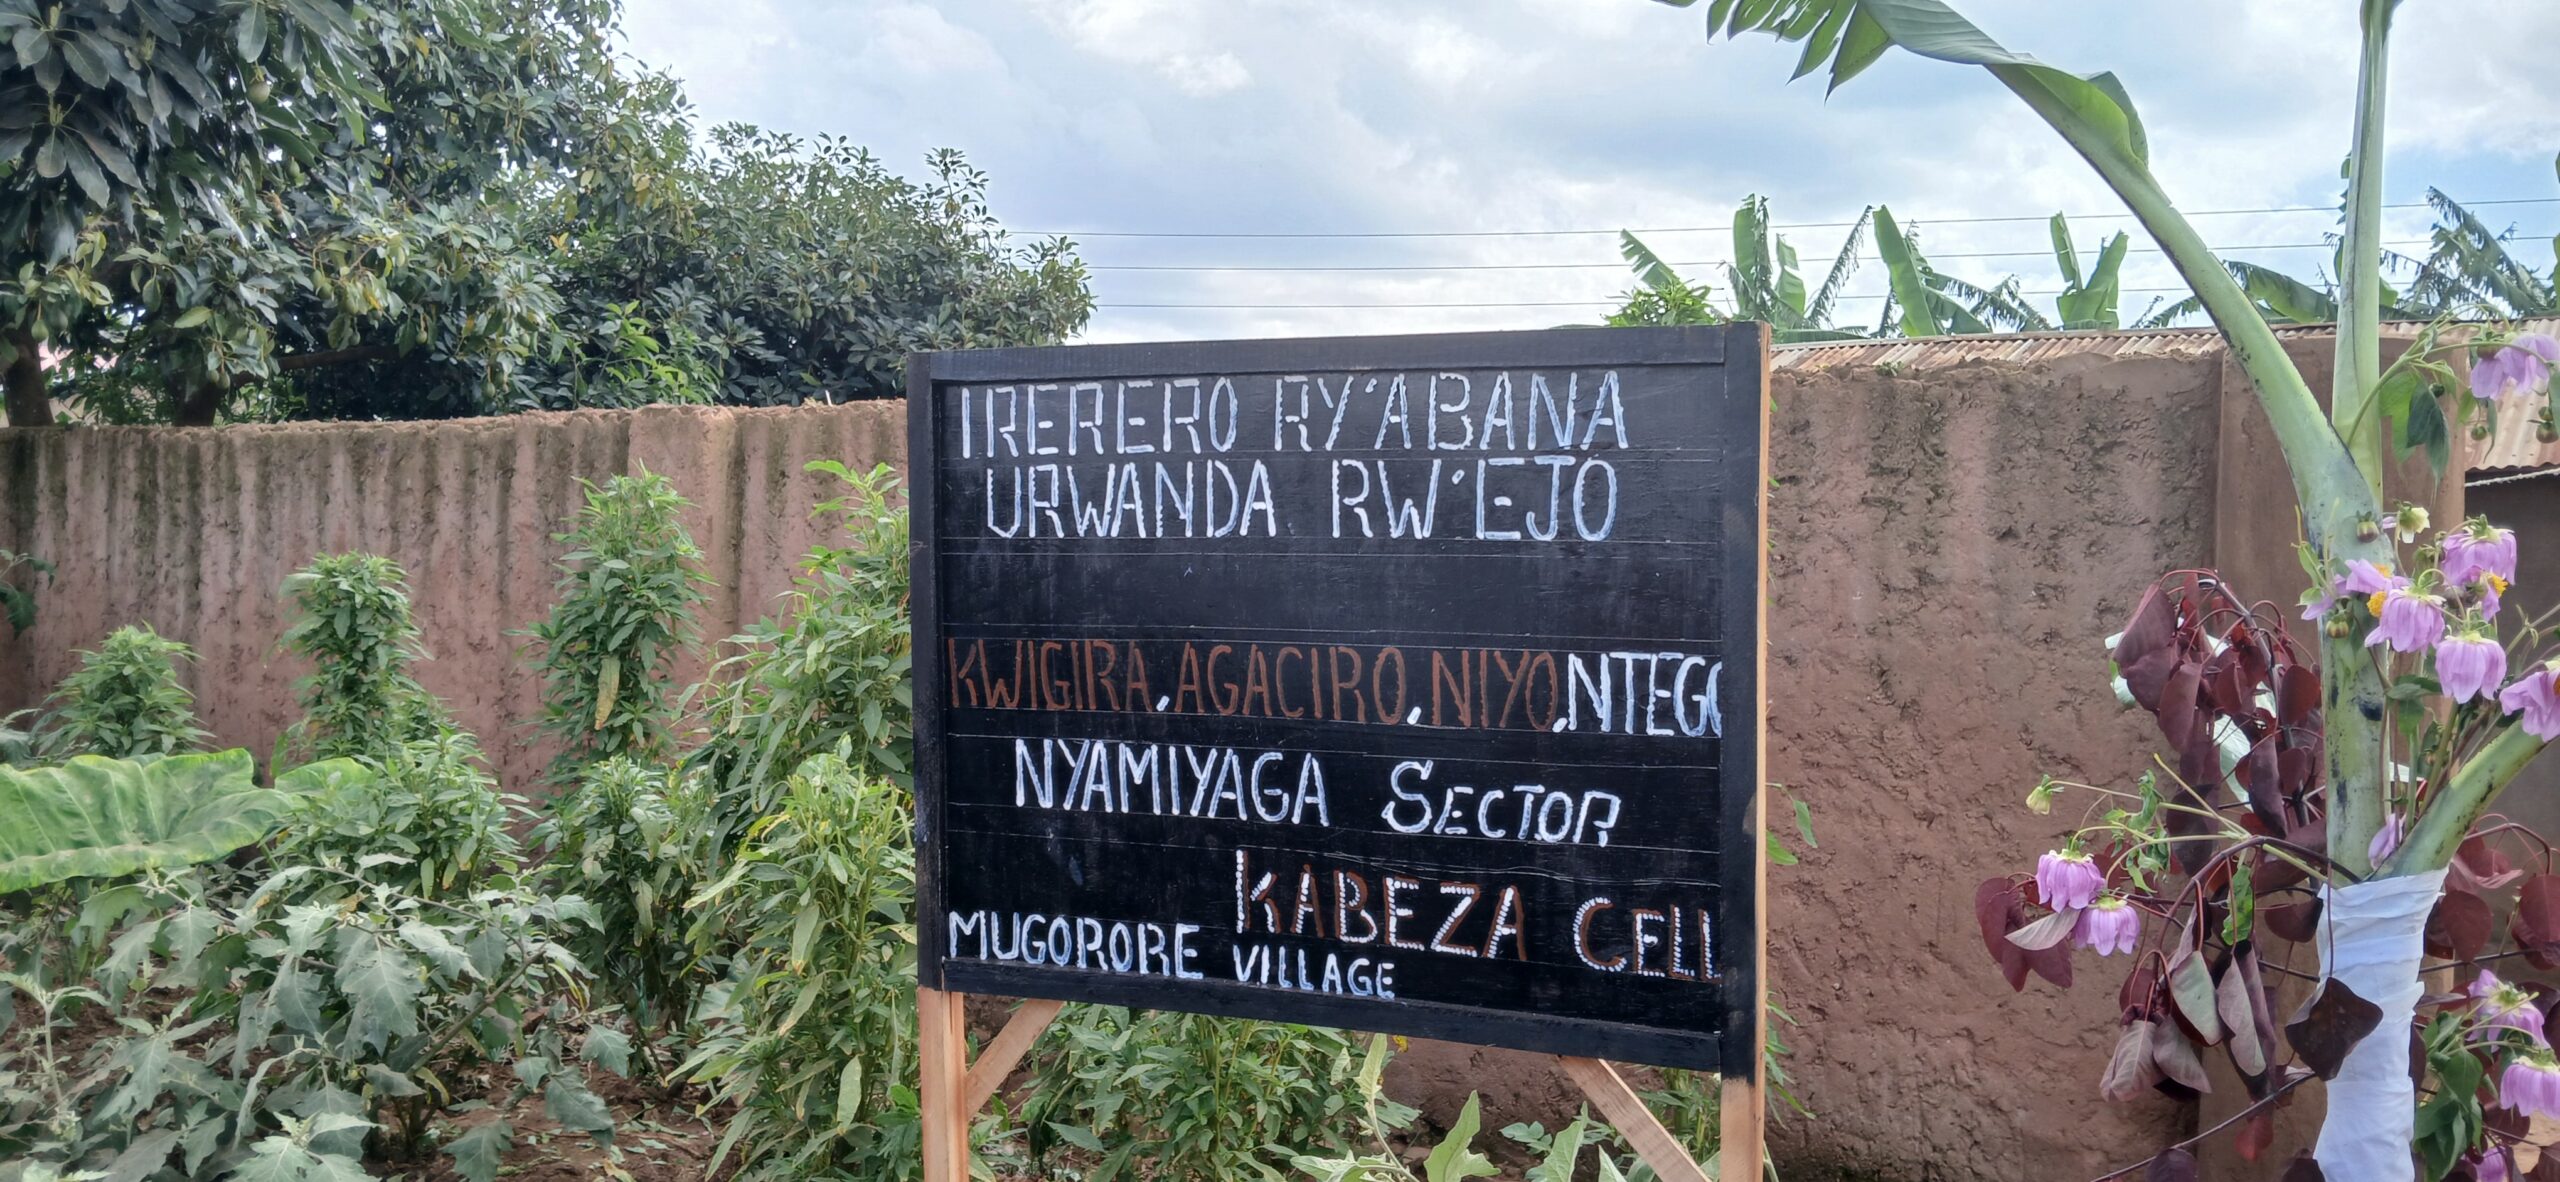 IRERERO RY'ABANA
URWANDA RW'EJO
KWIGIRA, AGACIRO, NIYO, NTEGO
NYAMIYAGA SECTOR
KABEZA CELL
MUGORORE VILLAGE